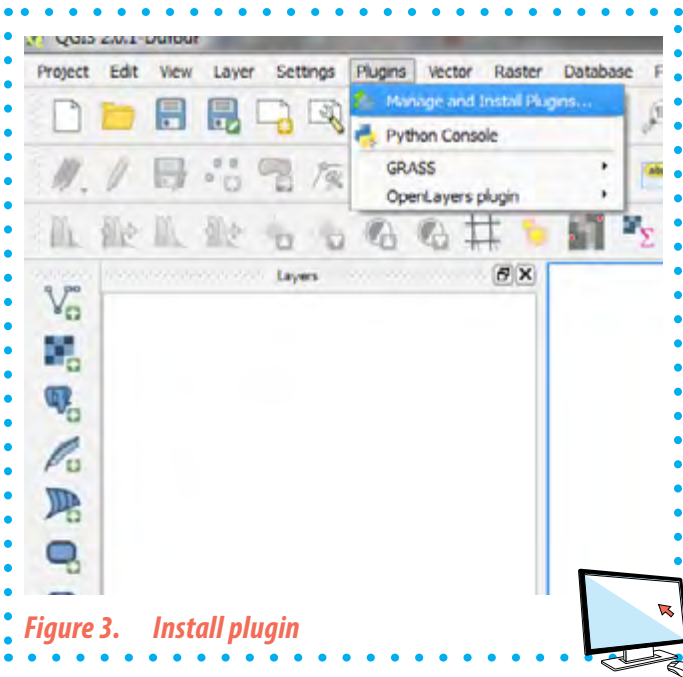 QGIS 2.0.1-Dufour
Project Edit View Layer Settings Plugins Vector Raster Database F
Manage and Install Plugins...
Python Console
GRASS
OpenLayers plugin
Layers
Figure 3. Install plugin